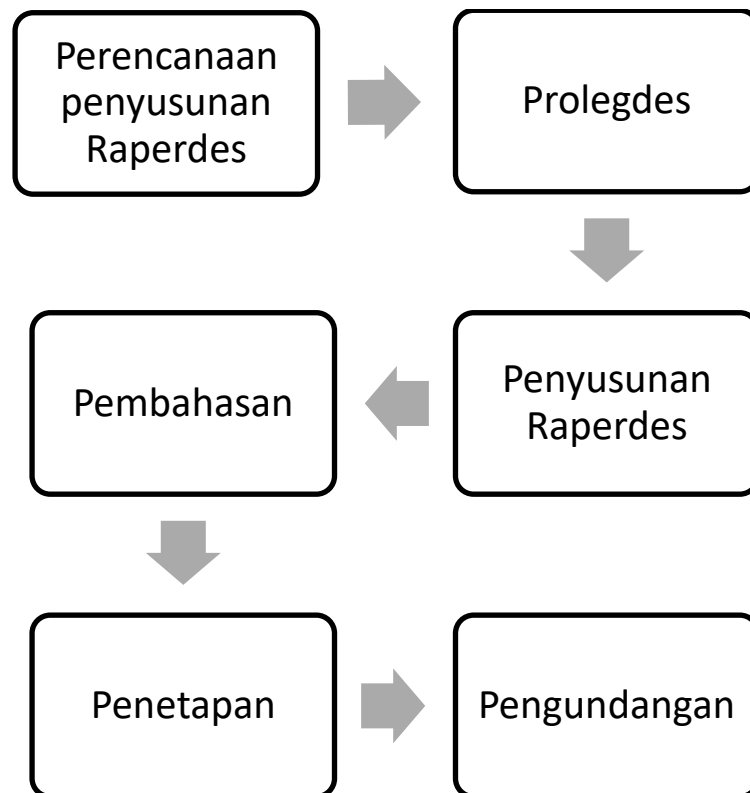 Perencanaan
penyusunan
Raperdes
Prolegdes
Penyusunan
Raperdes
Pembahasan
Penetapan
Pengundangan